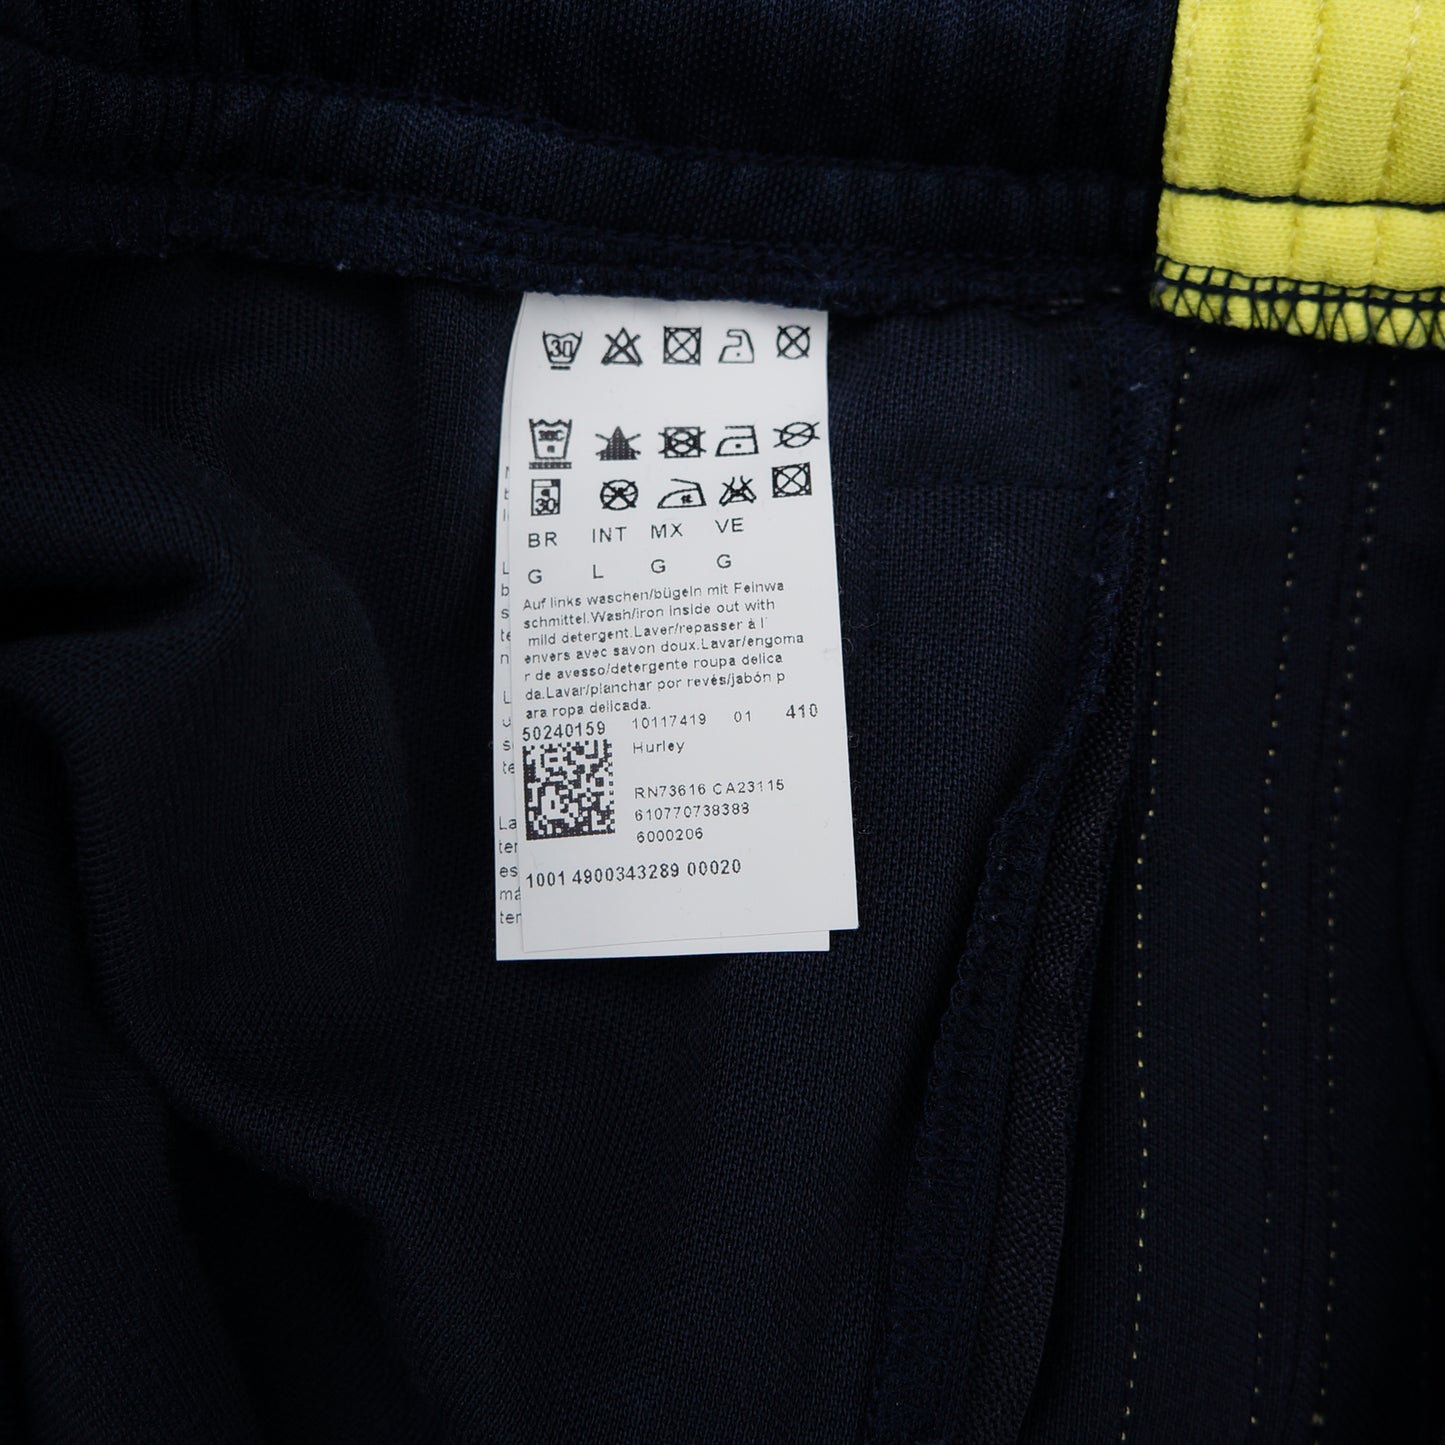 30
30
BR INT MX VE
G L G G
Auf links waschen/bügeln mit Feinwa
schmittel.Wash/iron inside out with
mild detergent.Laver/repasser à l'
envers avec savon doux.Lavar/engoma
r de avesso/detergente roupa delica
da.Lavar/planchar por revés/jabón p
ara ropa delicada.
50240159 10117419 01 410
Hurley
RN73616 CA23115
610770738388
6000206
1001 4900343289 00020